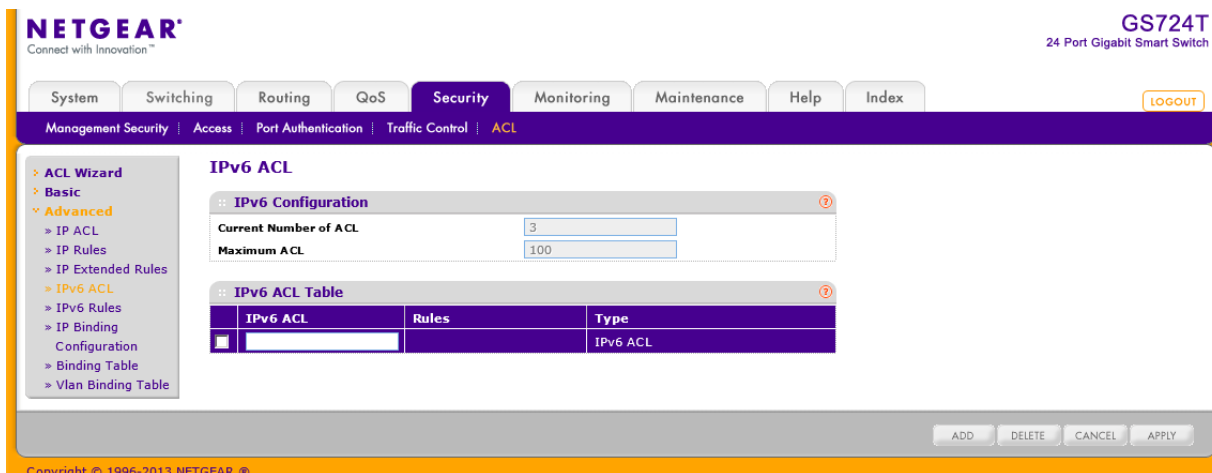 NETGEAR®
Connect with Innovation™
GS724T
24 Port Gigabit Smart Switch
System Switching Routing QoS Security Monitoring Maintenance Help Index
LOGOUT
Management Security | Access | Port Authentication | Traffic Control | ACL
ACL Wizard
Basic
Advanced
» IP ACL
» IP Rules
» IP Extended Rules
» IPv6 ACL
» IPv6 Rules
» IP Binding
Configuration
» Binding Table
» Vlan Binding Table
IPv6 ACL
IPv6 Configuration
Current Number of ACL 3
Maximum ACL 100
IPv6 ACL Table
IPv6 ACL Rules Type
IPv6 ACL
ADD DELETE CANCEL APPLY
Copyright © 1996-2013 NETGEAR ®